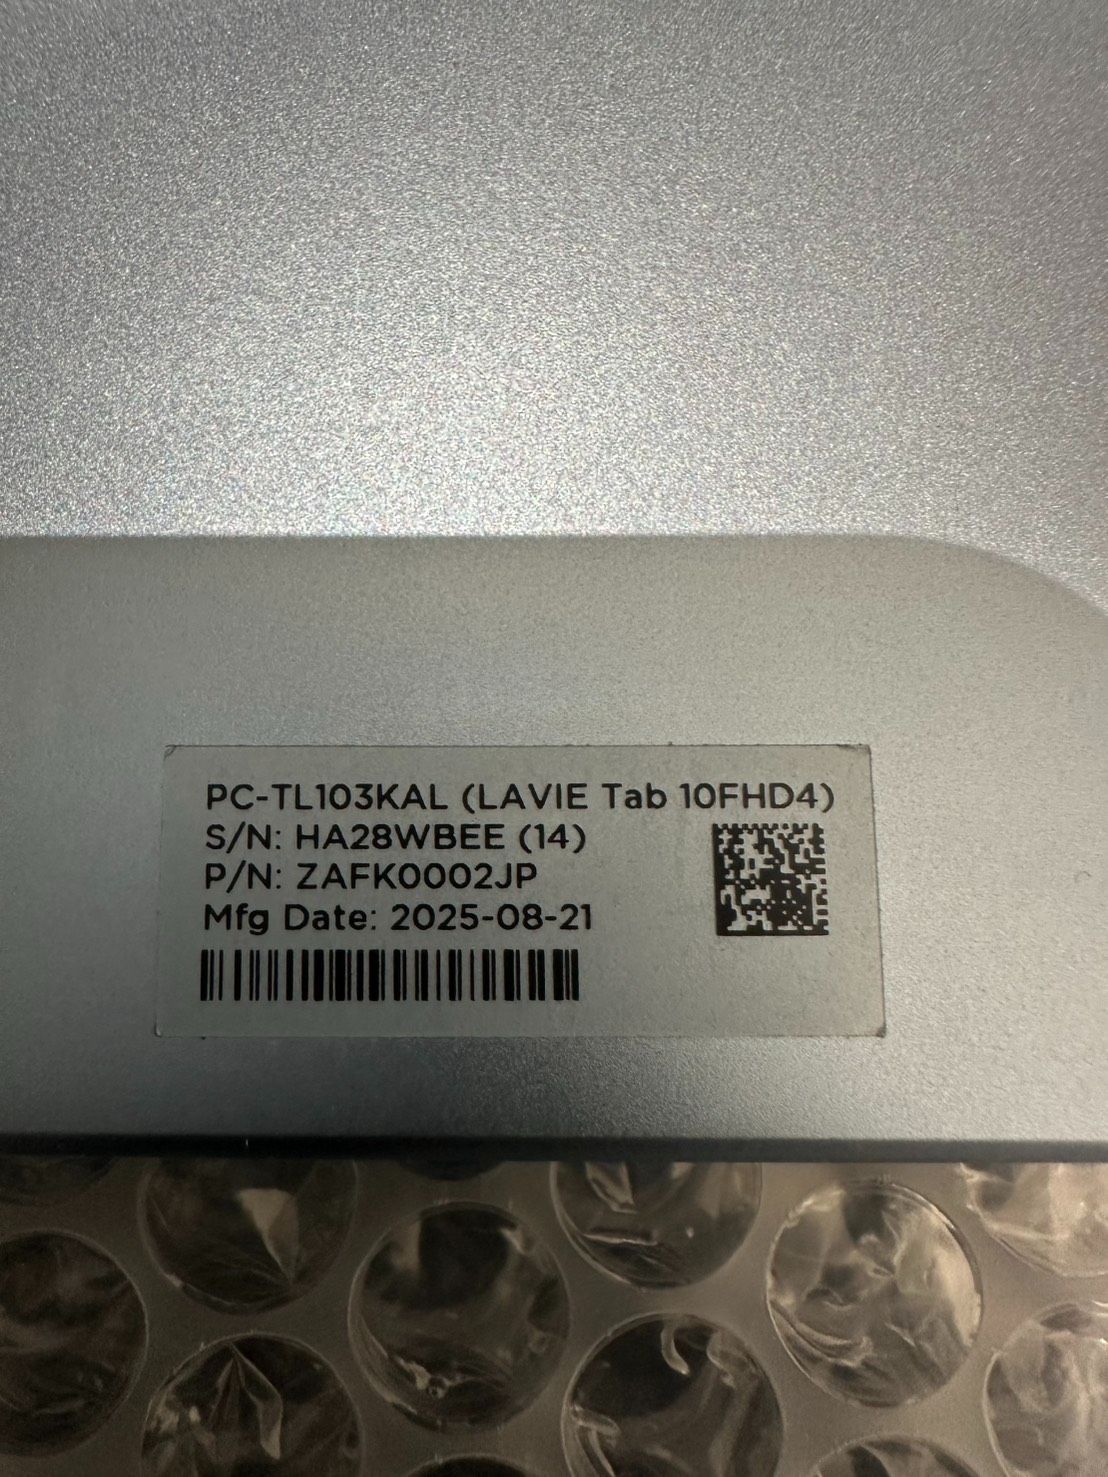 PC-TL103KAL (LAVIE Tab 10FHD4)
S/N: HA28WBEE (14)
P/N: ZAFK0002JP
Mfg Date: 2025-08-21